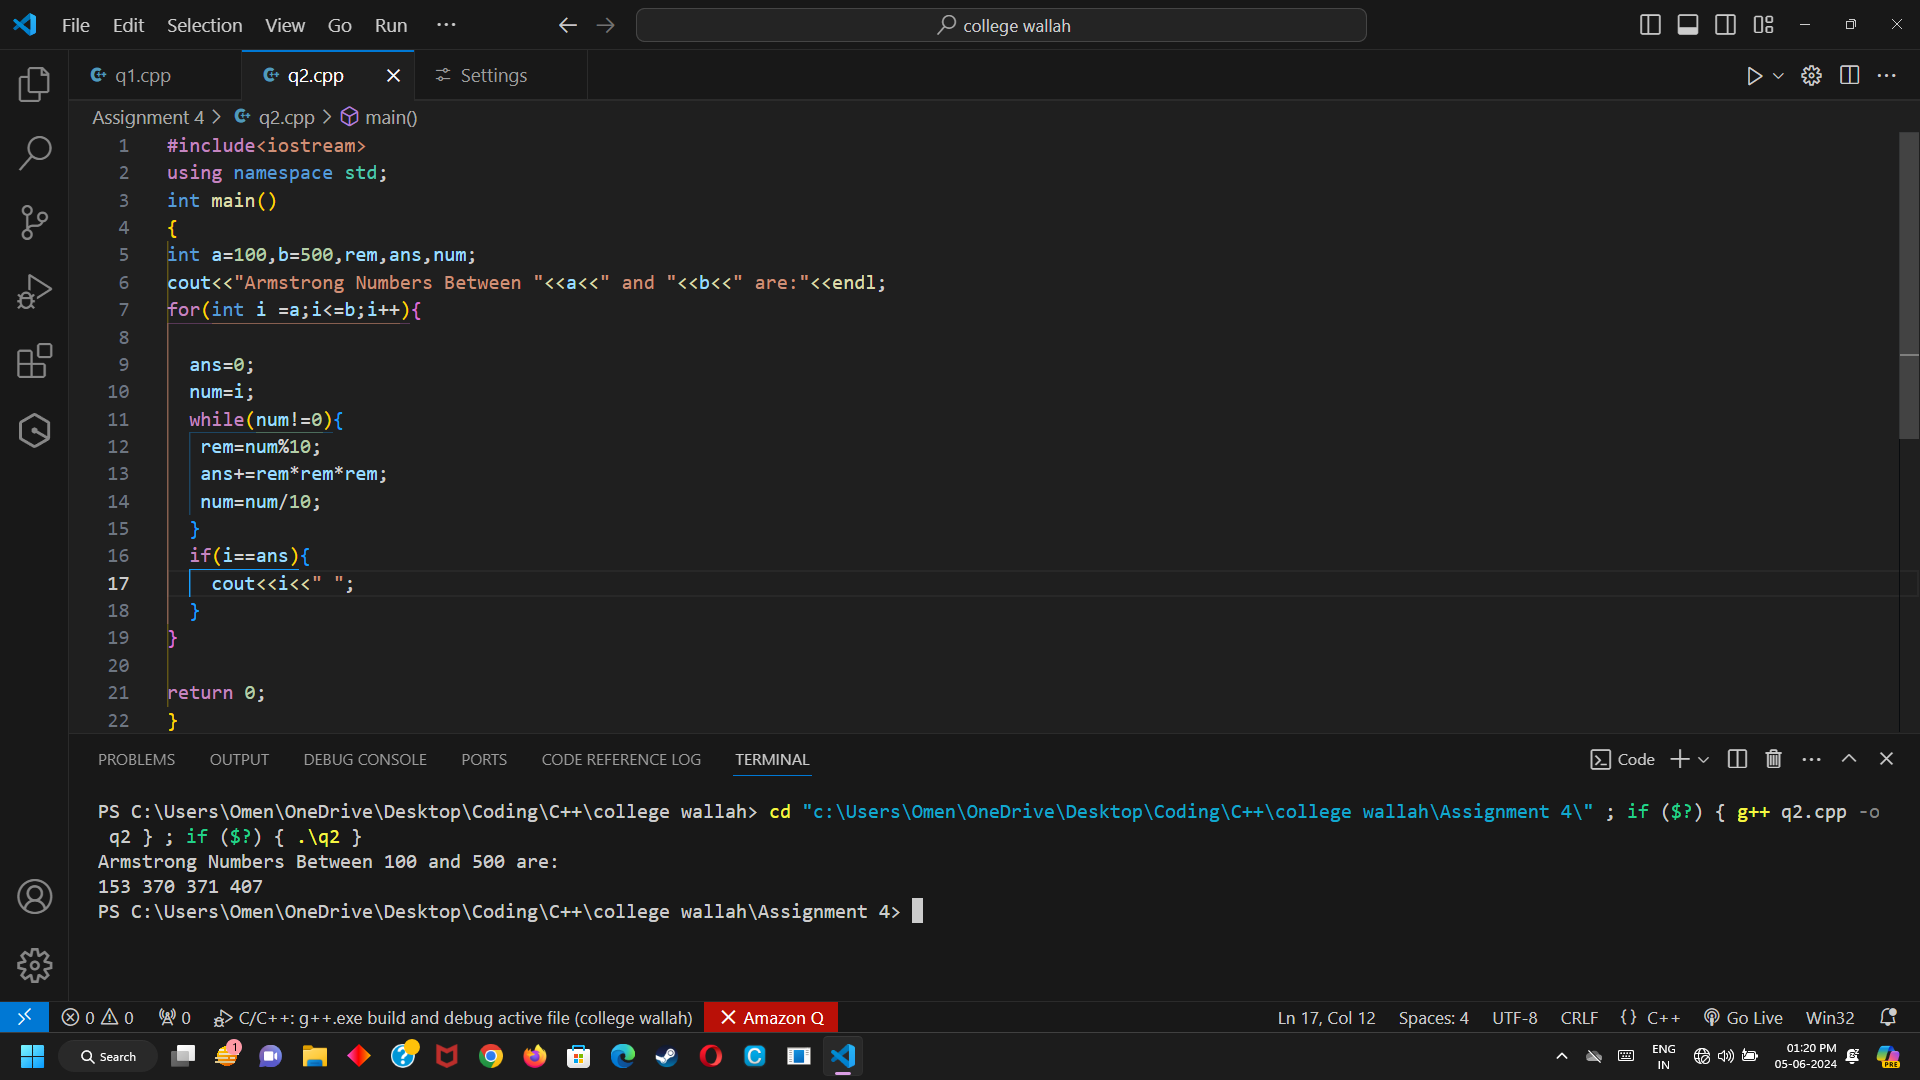 File Edit Selection View Go Run ··· college wallah
q1.cpp q2.cpp Settings
Assignment 4 > q2.cpp > main()
1 #include<iostream>
2 using namespace std;
3 int main()
4 {
5 int a=100,b=500,rem,ans,num;
6 cout<<"Armstrong Numbers Between "<<a<<" and "<<b<<" are:"<<endl;
7 for(int i =a;i<=b;i++){
8
9 ans=0;
10 num=i;
11 while(num!=0){
12 rem=num%10;
13 ans+=rem*rem*rem;
14 num=num/10;
15 }
16 if(i==ans){
17 cout<<i<<" ";
18 }
19 }
20
21 return 0;
22 }
PROBLEMS OUTPUT DEBUG CONSOLE PORTS CODE REFERENCE LOG TERMINAL Code
PS C:\Users\Omen\OneDrive\Desktop\Coding\C++\college wallah> cd "c:\Users\Omen\OneDrive\Desktop\Coding\C++\college wallah\Assignment 4\" ; if ($?) { g++ q2.cpp -o
q2 } ; if ($?) { .\q2 }
Armstrong Numbers Between 100 and 500 are:
153 370 371 407
PS C:\Users\Omen\OneDrive\Desktop\Coding\C++\college wallah\Assignment 4>
0 0 0 C/C++: g++.exe build and debug active file (college wallah) Amazon Q Ln 17, Col 12 Spaces: 4 UTF-8 CRLF {} C++ Go Live Win32
Search 1 ENG 01:20 PM
IN 05-06-2024 PRE